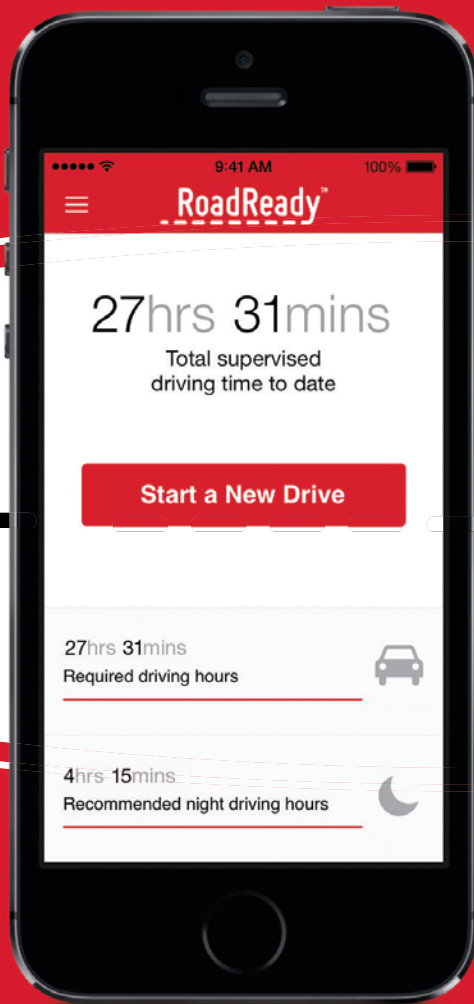 9:41 AM 100%
RoadReady™
27hrs 31mins
Total supervised
driving time to date
Start a New Drive
27hrs 31mins
Required driving hours
4hrs 15mins
Recommended night driving hours